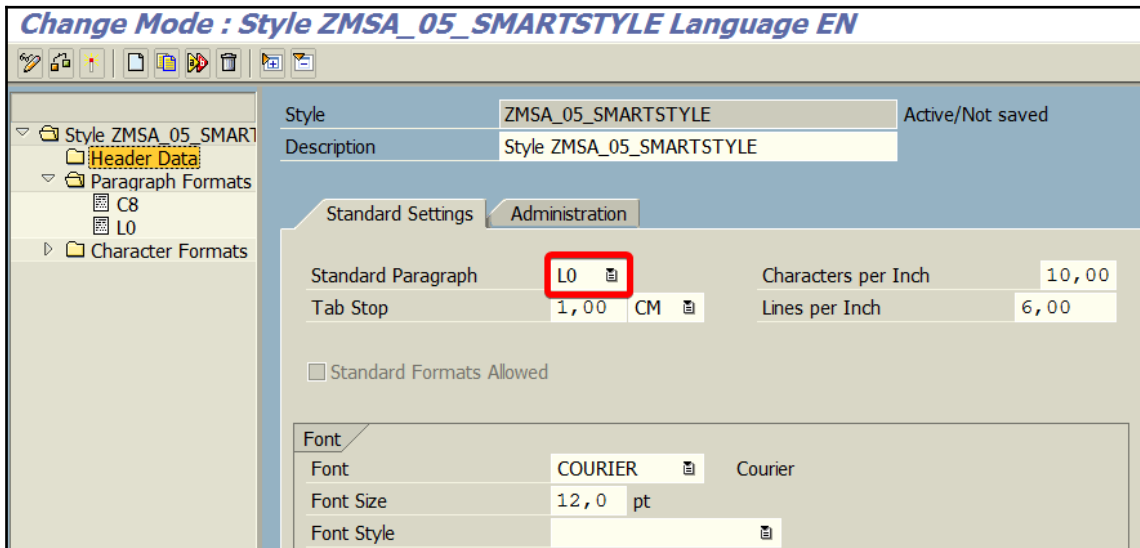 Change Mode : Style ZMSA_05_SMARTSTYLE Language EN
Style ZMSA_05_SMART
Header Data
Paragraph Formats
C8
L0
Character Formats
Style ZMSA_05_SMARTSTYLE Active/Not saved
Description Style ZMSA_05_SMARTSTYLE
Standard Settings Administration
Standard Paragraph L0 Characters per Inch 10,00
Tab Stop 1,00 CM Lines per Inch 6,00
Standard Formats Allowed
Font
Font COURIER Courier
Font Size 12,0 pt
Font Style